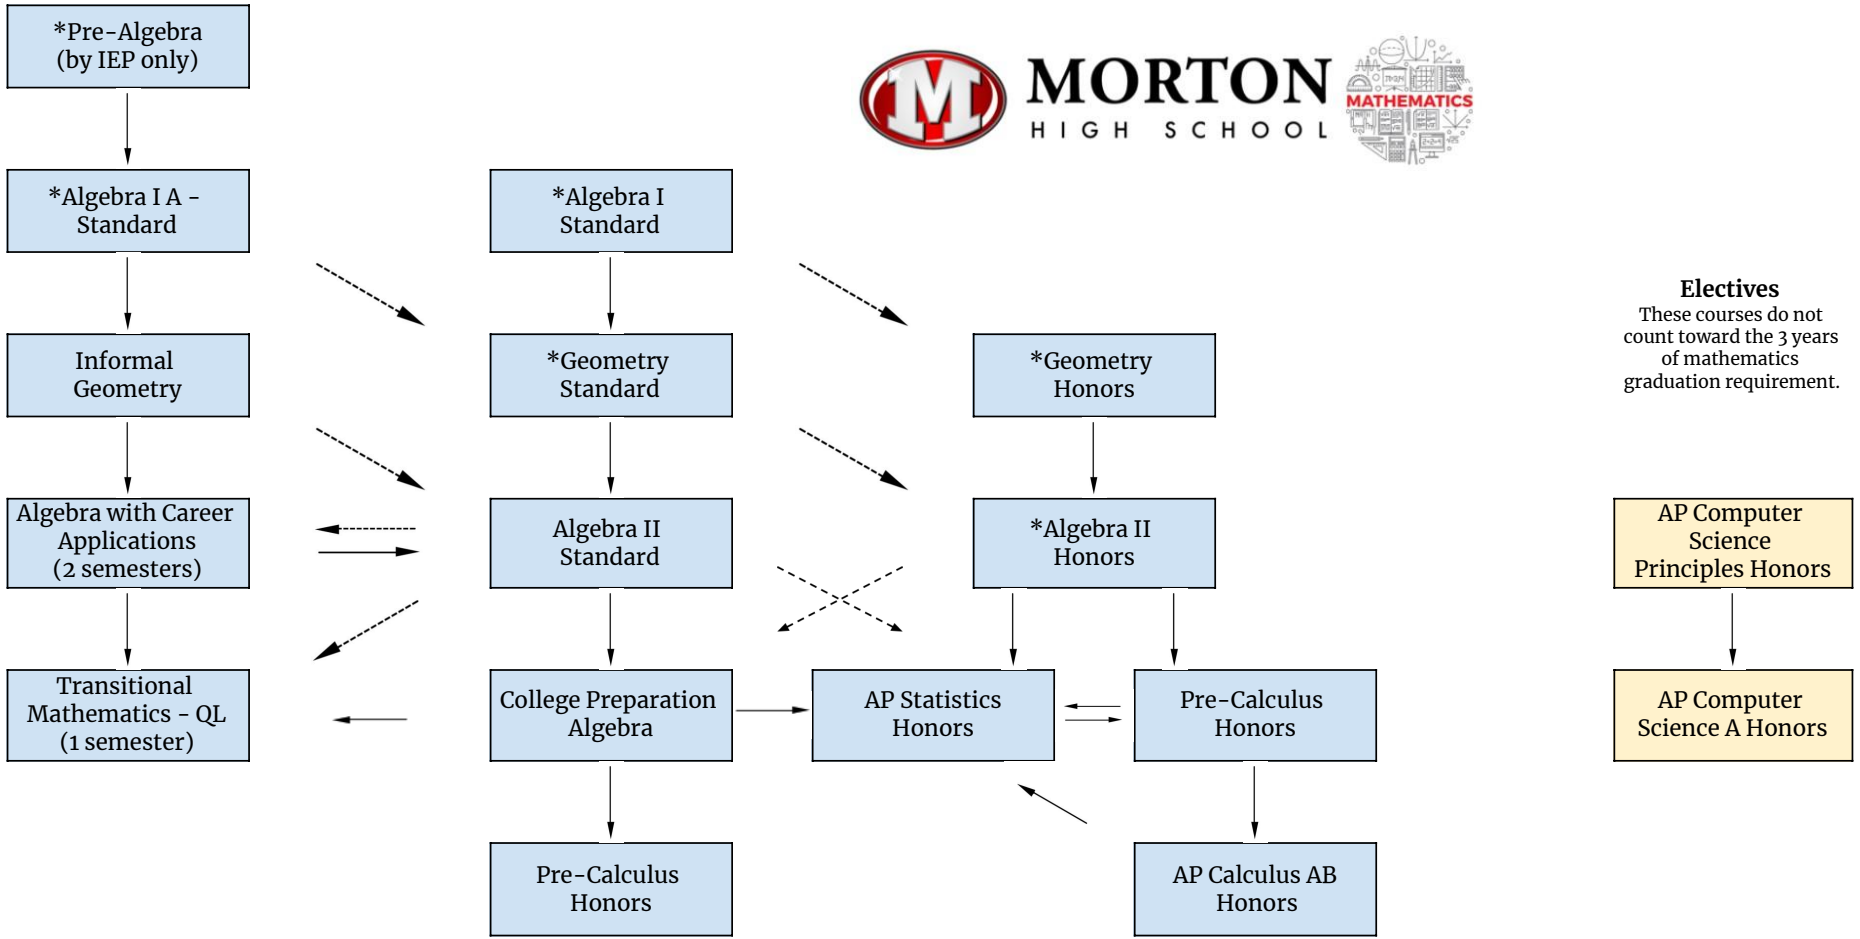 *Pre-Algebra
(by IEP only)
MORTON
HIGH SCHOOL
MATHEMATICS
*Algebra I A -
Standard
*Algebra I
Standard
Electives
These courses do not
count toward the 3 years
of mathematics
graduation requirement.
Informal
Geometry
*Geometry
Standard
*Geometry
Honors
Algebra with Career
Applications
(2 semesters)
Algebra II
Standard
*Algebra II
Honors
AP Computer
Science
Principles Honors
Transitional
Mathematics - QL
(1 semester)
College Preparation
Algebra
AP Statistics
Honors
Pre-Calculus
Honors
AP Computer
Science A Honors
Pre-Calculus
Honors
AP Calculus AB
Honors